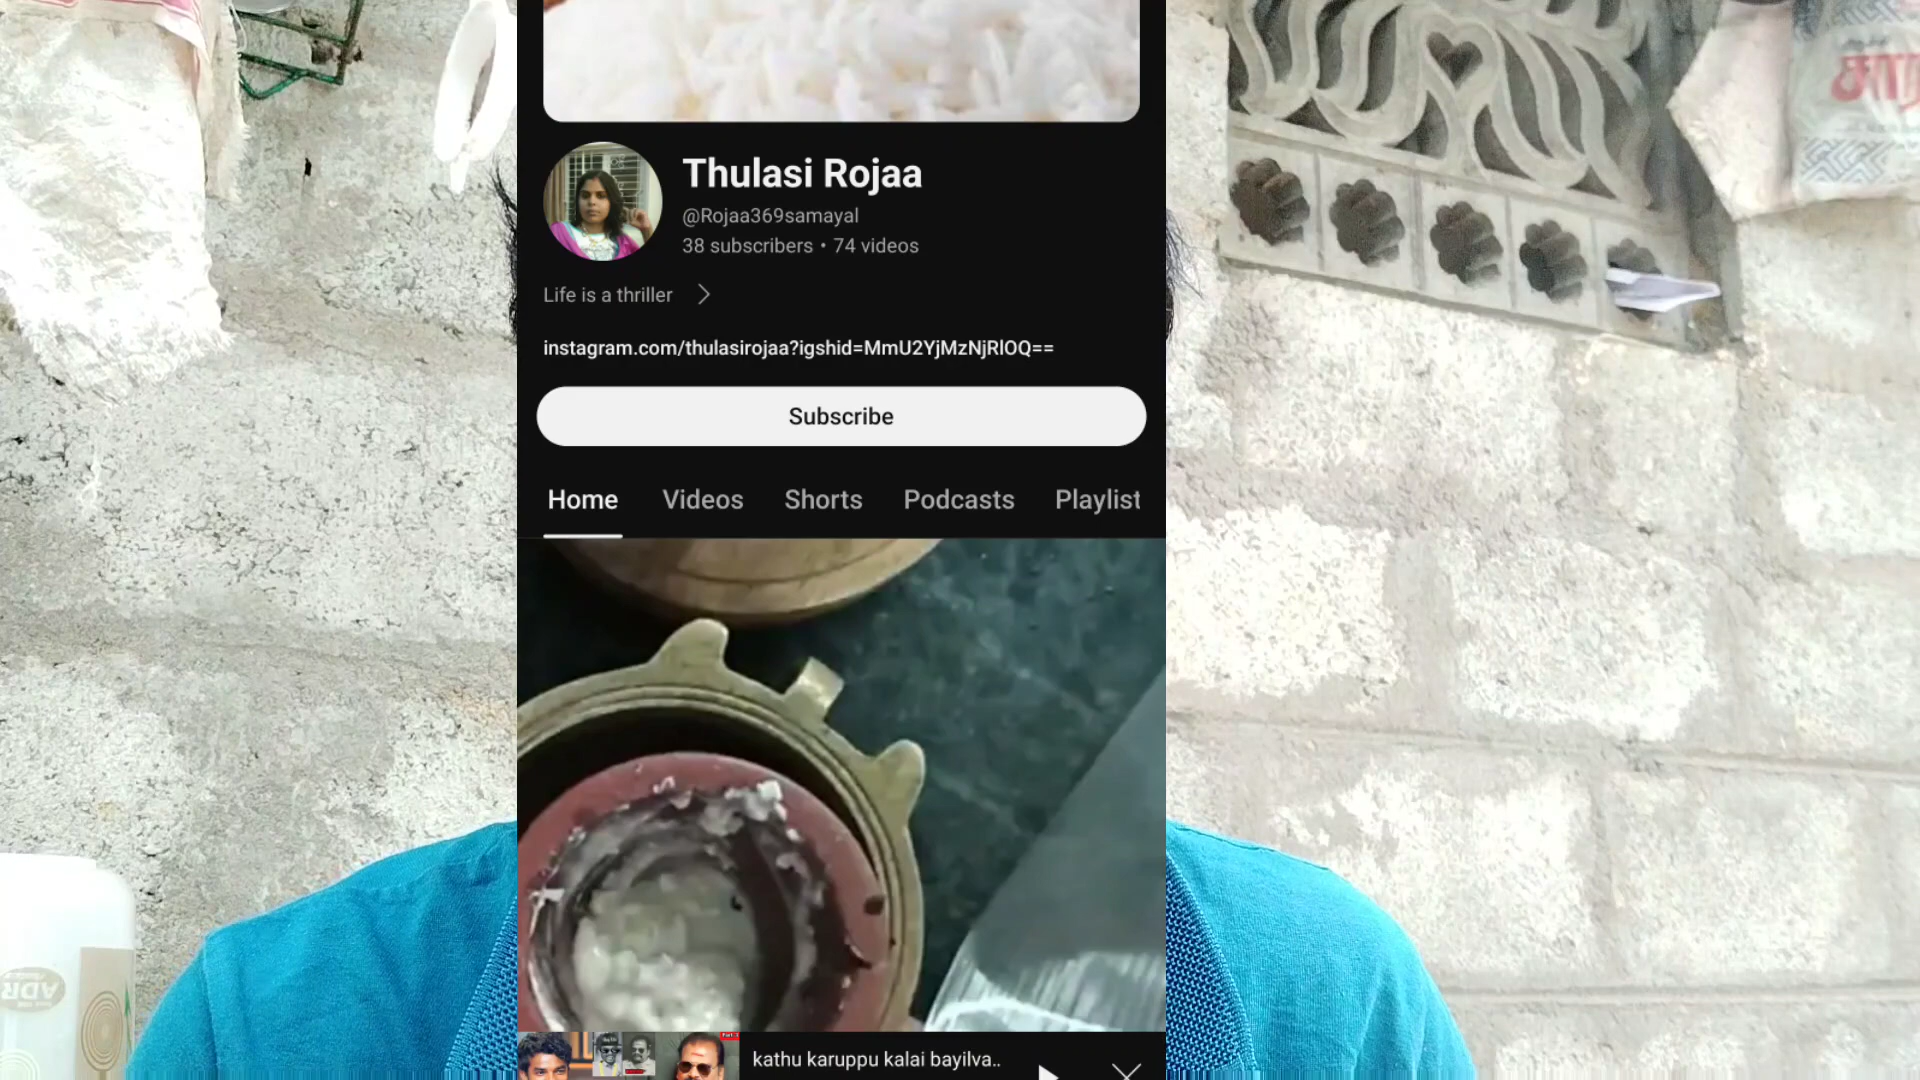 Thulasi Rojaa
@Rojaa369samayal
38 subscribers • 74 videos
Life is a thriller
instagram.com/thulasirojaa?igshid=MmU2YjMzNjRlOQ==
Subscribe
Home Videos Shorts Podcasts Playlist
ADR
kathu karuppu kalai bayilva..